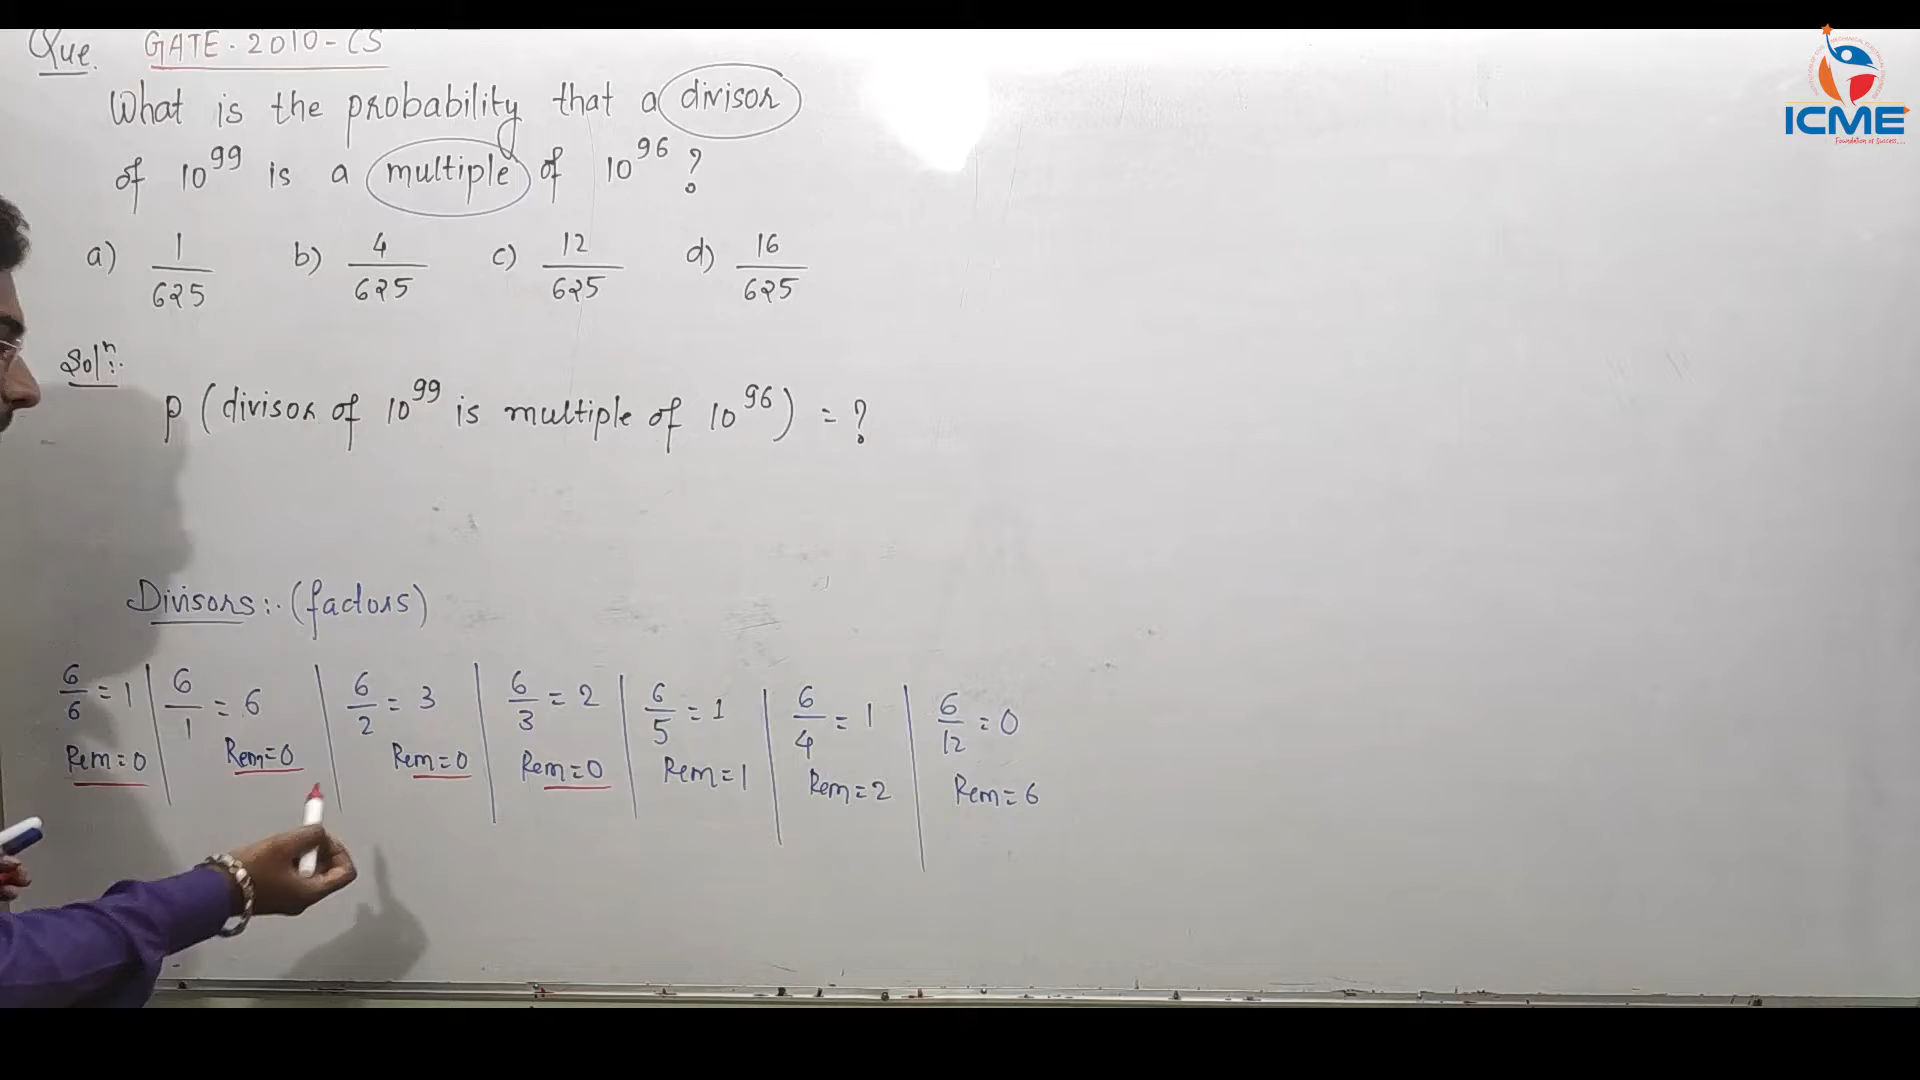 Que. GATE-2010-CS
What is the probability that a divisor
of 10^99 is a multiple of 10^96 ?
a) 1/625 b) 4/625 c) 12/625 d) 16/625
Solⁿ:
P (divisor of 10^99 is multiple of 10^96) = ?
Divisors: (factors)
6/6 = 1 6/1 = 6 6/2 = 3 6/3 = 2 6/5 = 1 6/4 = 1 6/12 = 0
Rem=0 Rem=0 Rem=0 Rem=0 Rem=1 Rem=2 Rem=6
ICME
Foundation of Success...